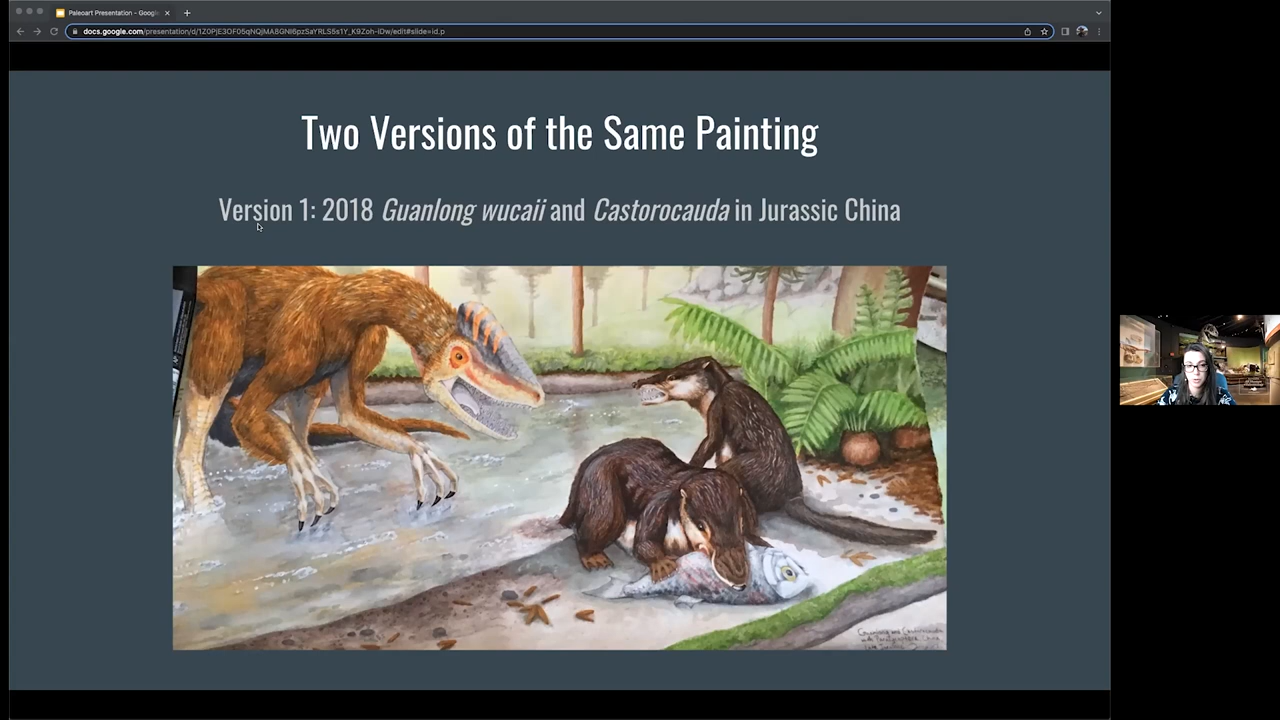 Paleoart Presentation - Googl
docs.google.com/presentation/d/1Z0PjE3OF05qNQjMA8GNl6pzSaYRLS5s1Y_K9Zoh-iDw/edit#slide=id.p
Two Versions of the Same Painting
Version 1: 2018 Guanlong wucaii and Castorocauda in Jurassic China